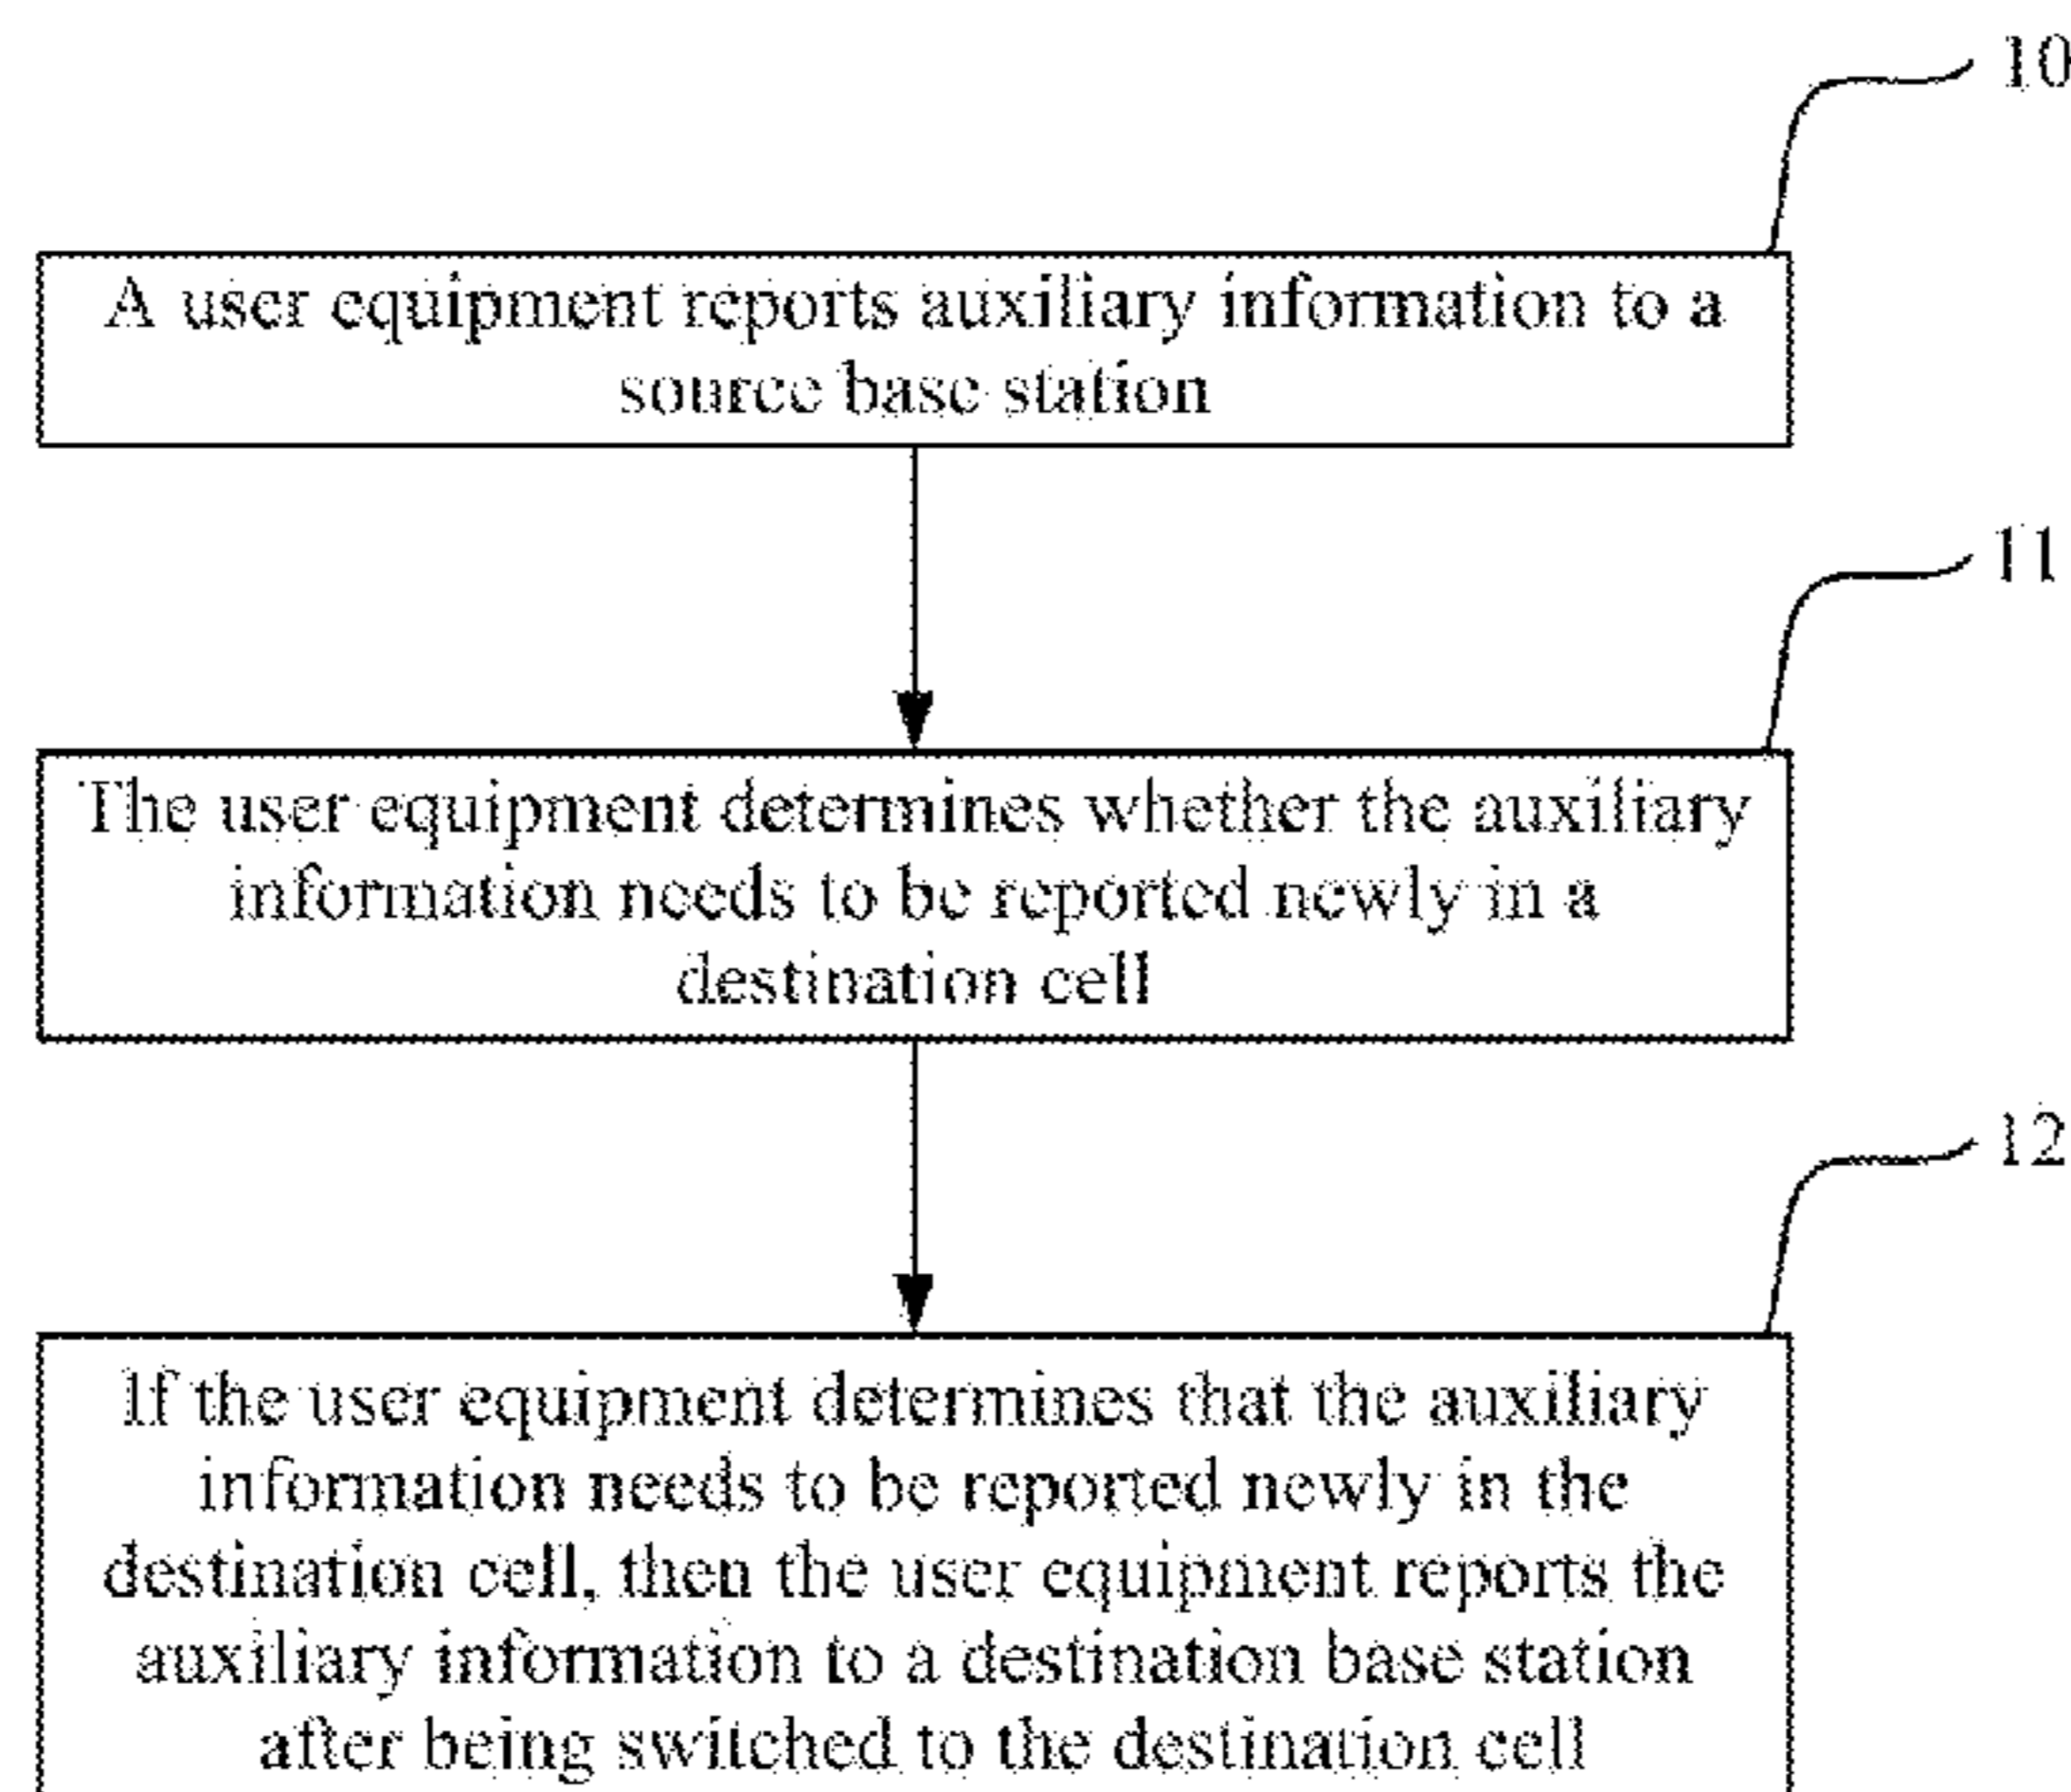 10
A user equipment reports auxiliary information to a
source base station
11
The user equipment determines whether the auxiliary
information needs to be reported newly in a
destination cell
12
If the user equipment determines that the auxiliary
information needs to be reported newly in the
destination cell, then the user equipment reports the
auxiliary information to a destination base station
after being switched to the destination cell